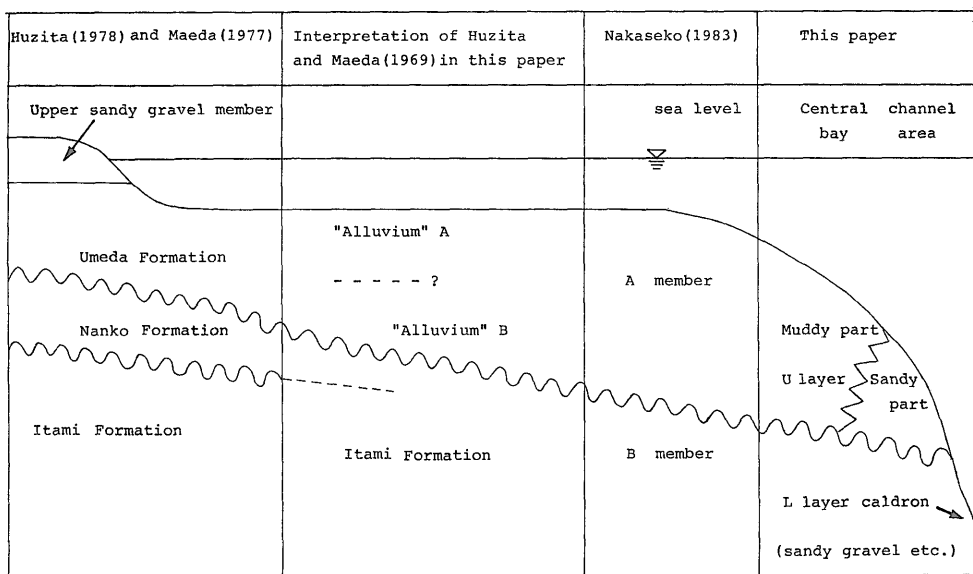 Huzita(1978) and Maeda(1977)
Interpretation of Huzita
and Maeda(1969) in this paper
Nakaseko(1983)
This paper
Upper sandy gravel member
sea level
Central channel
bay area
"Alluvium" A
Umeda Formation
- - - - - ?
A member
Nanko Formation
"Alluvium" B
Muddy part
U layer
Sandy
part
Itami Formation
Itami Formation
B member
L layer caldron
(sandy gravel etc.)